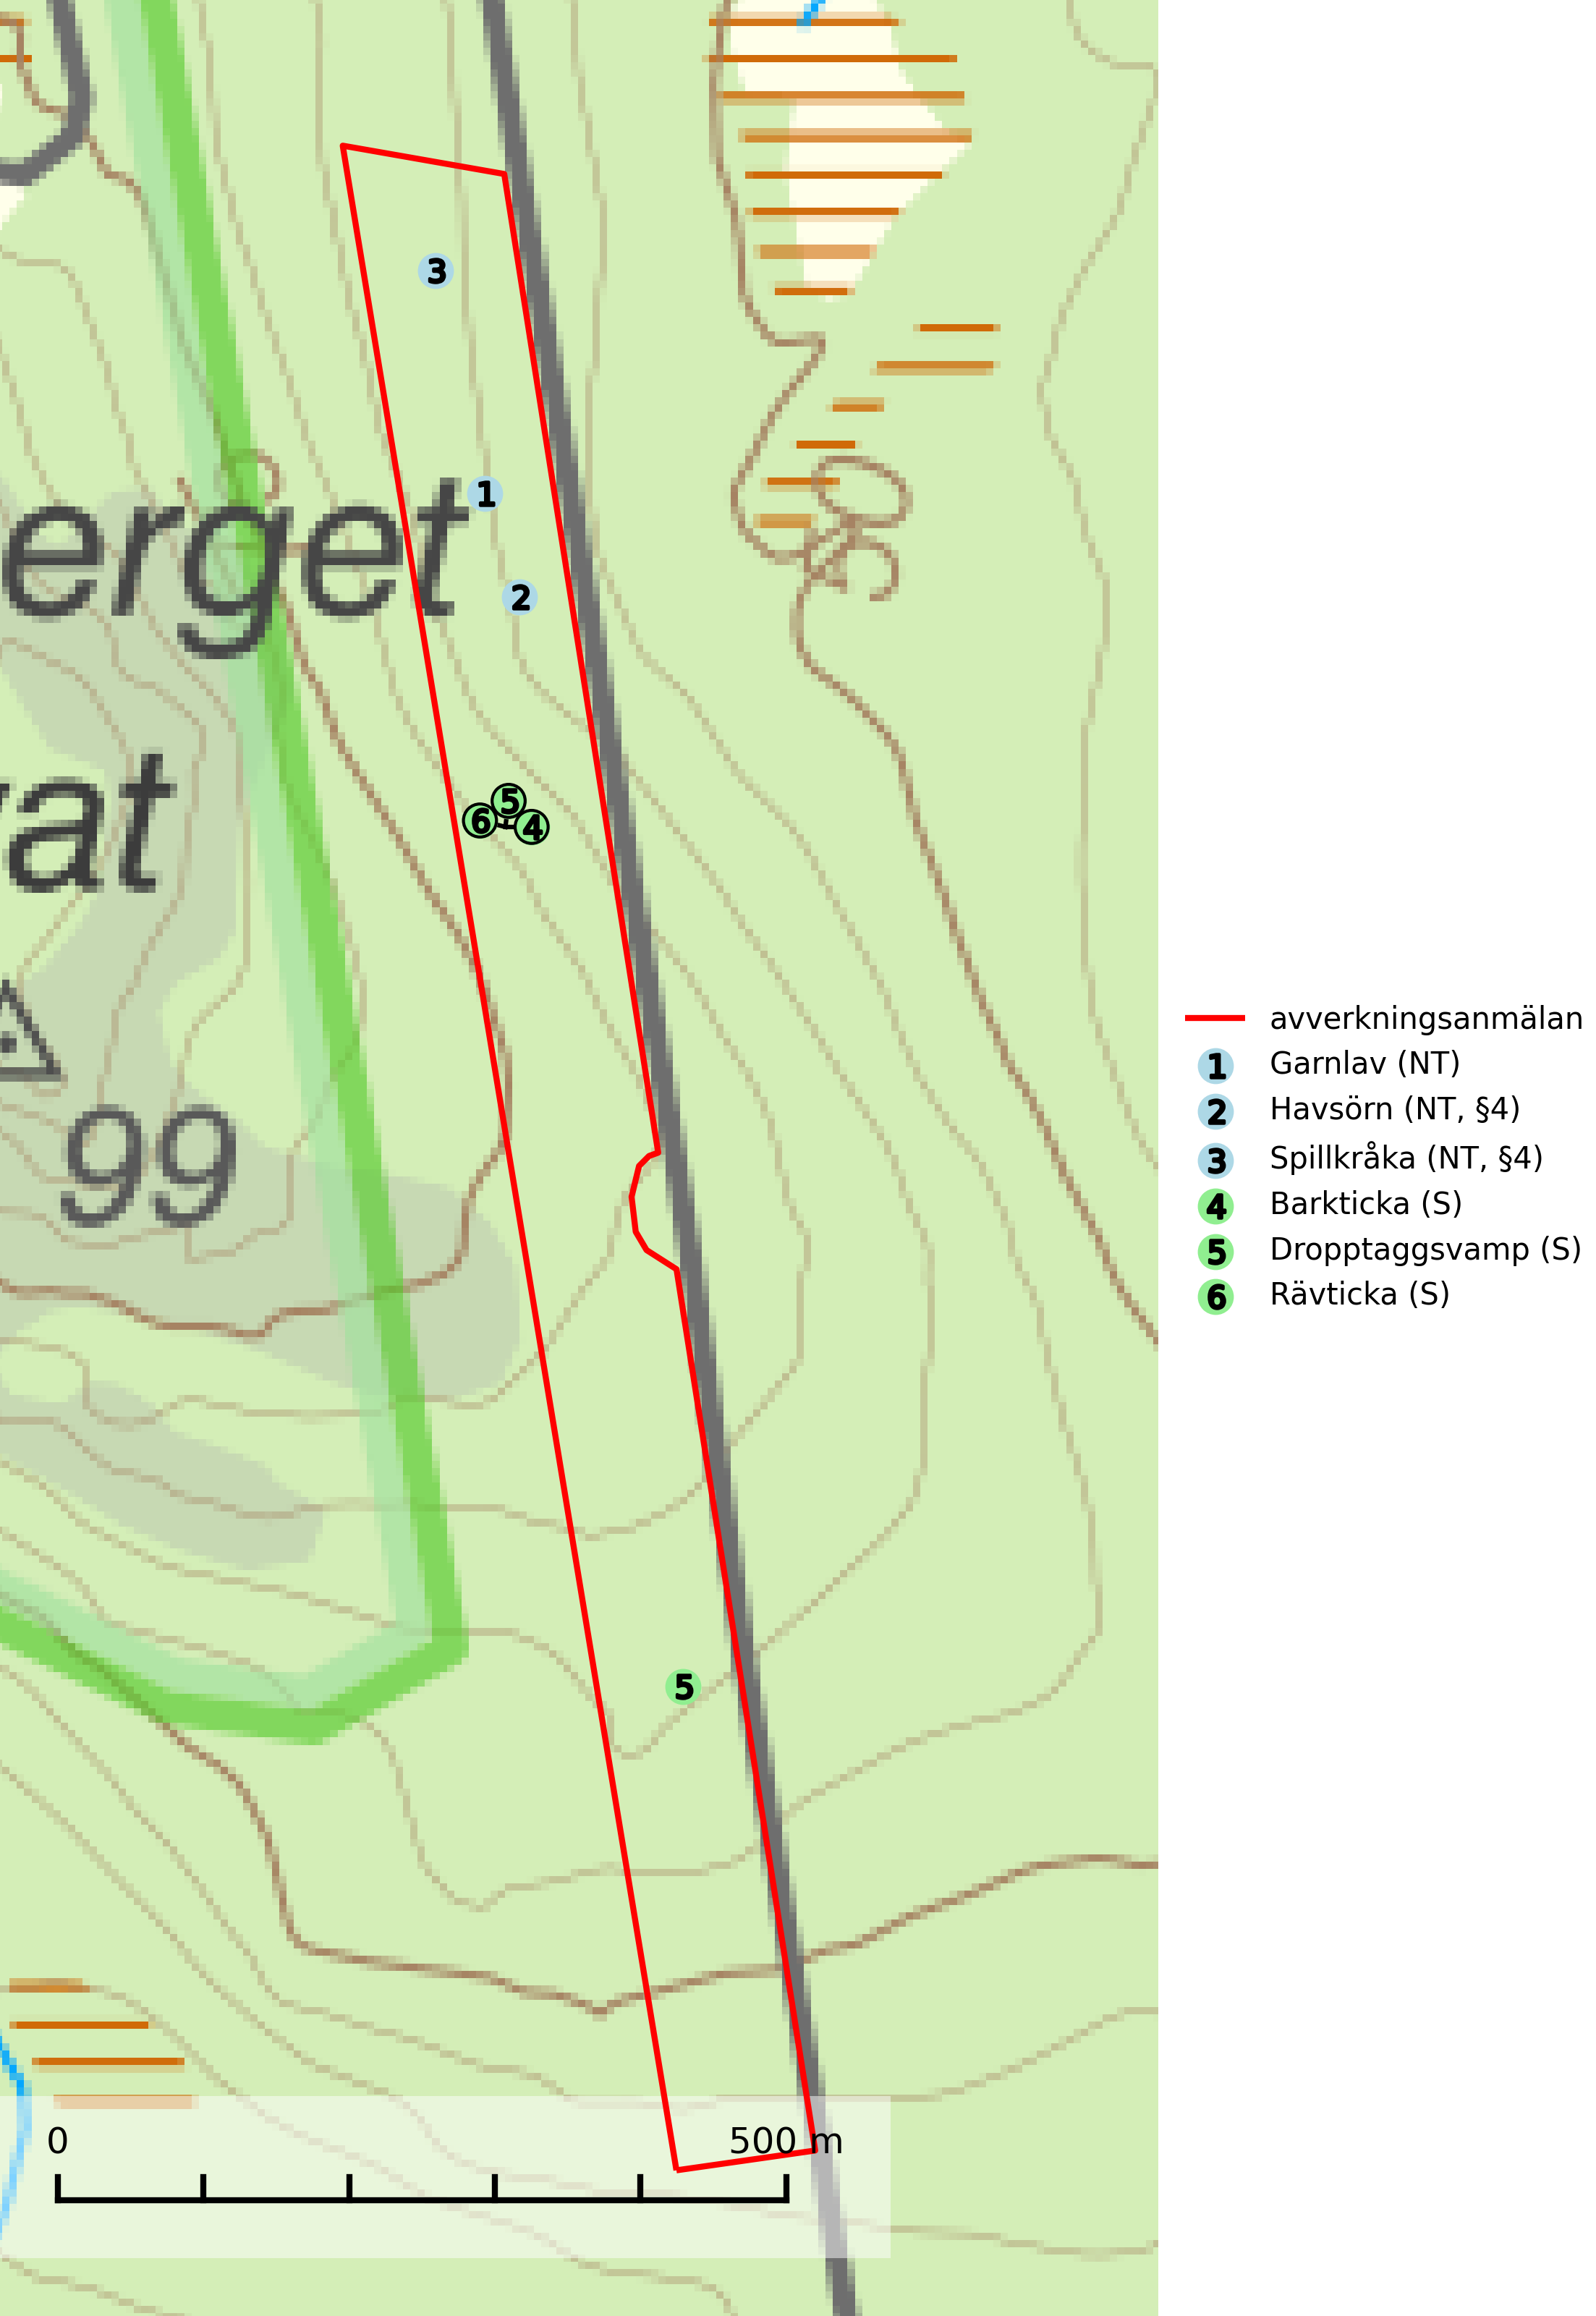 3
1
erget
2
5
6 4
vat
99
5
0 500 m
avverkningsanmälan
1 Garnlav (NT)
2 Havsörn (NT, §4)
3 Spillkråka (NT, §4)
4 Barkticka (S)
5 Dropptaggsvamp (S)
6 Rävticka (S)